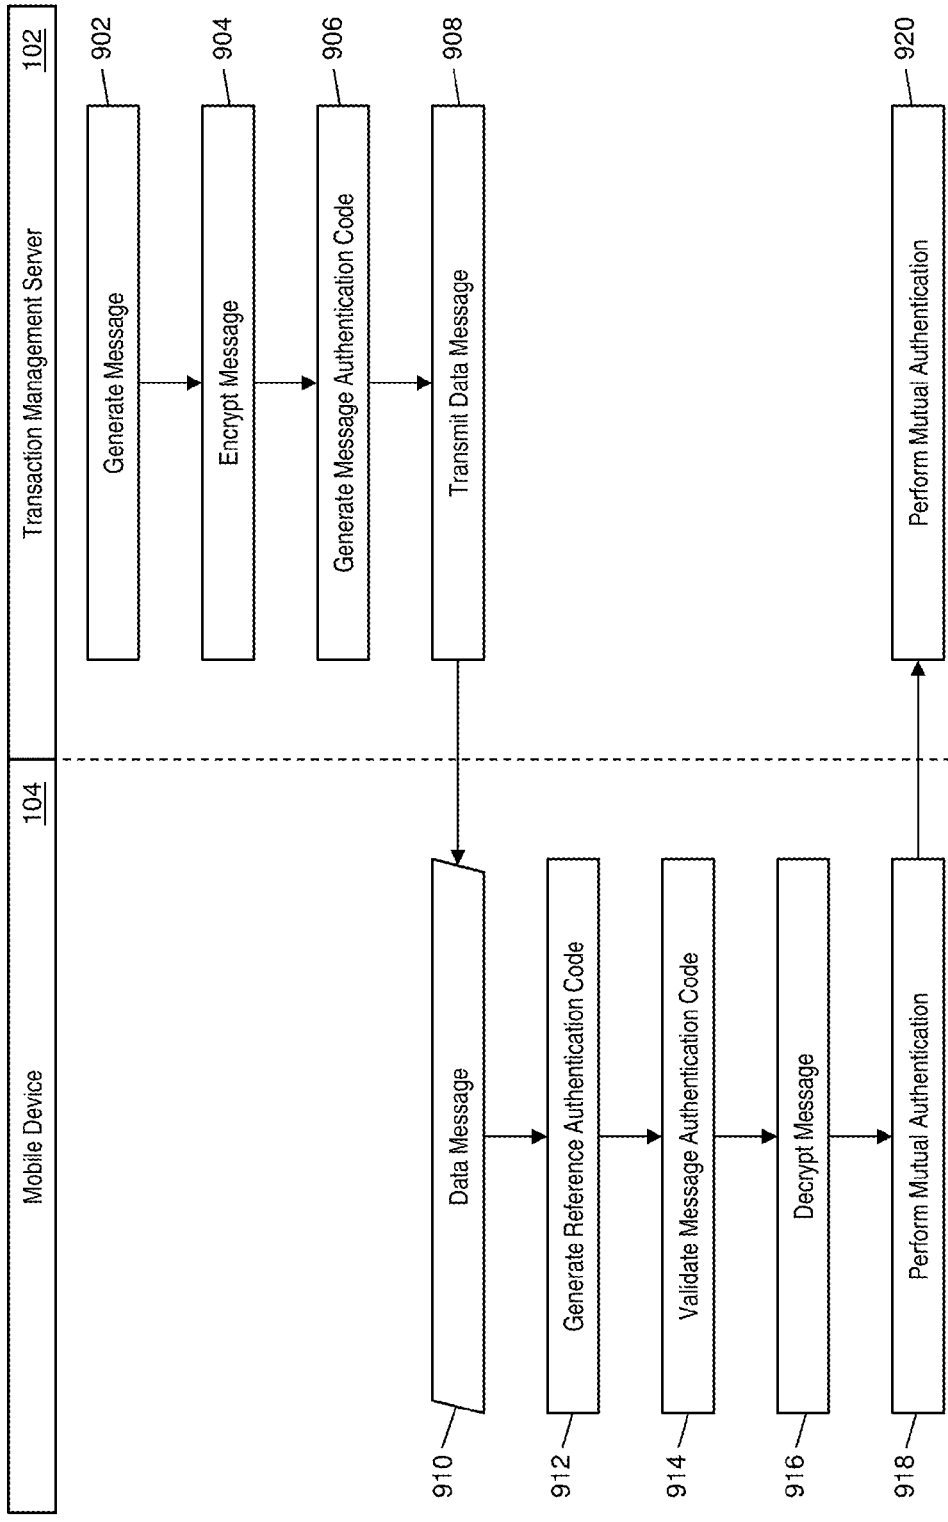 Mobile Device 104
Transaction Management Server 102
Generate Message
902
Encrypt Message
904
Generate Message Authentication Code
906
910
Data Message
Transmit Data Message
908
912
Generate Reference Authentication Code
914
Validate Message Authentication Code
916
Decrypt Message
918
Perform Mutual Authentication
Perform Mutual Authentication
920